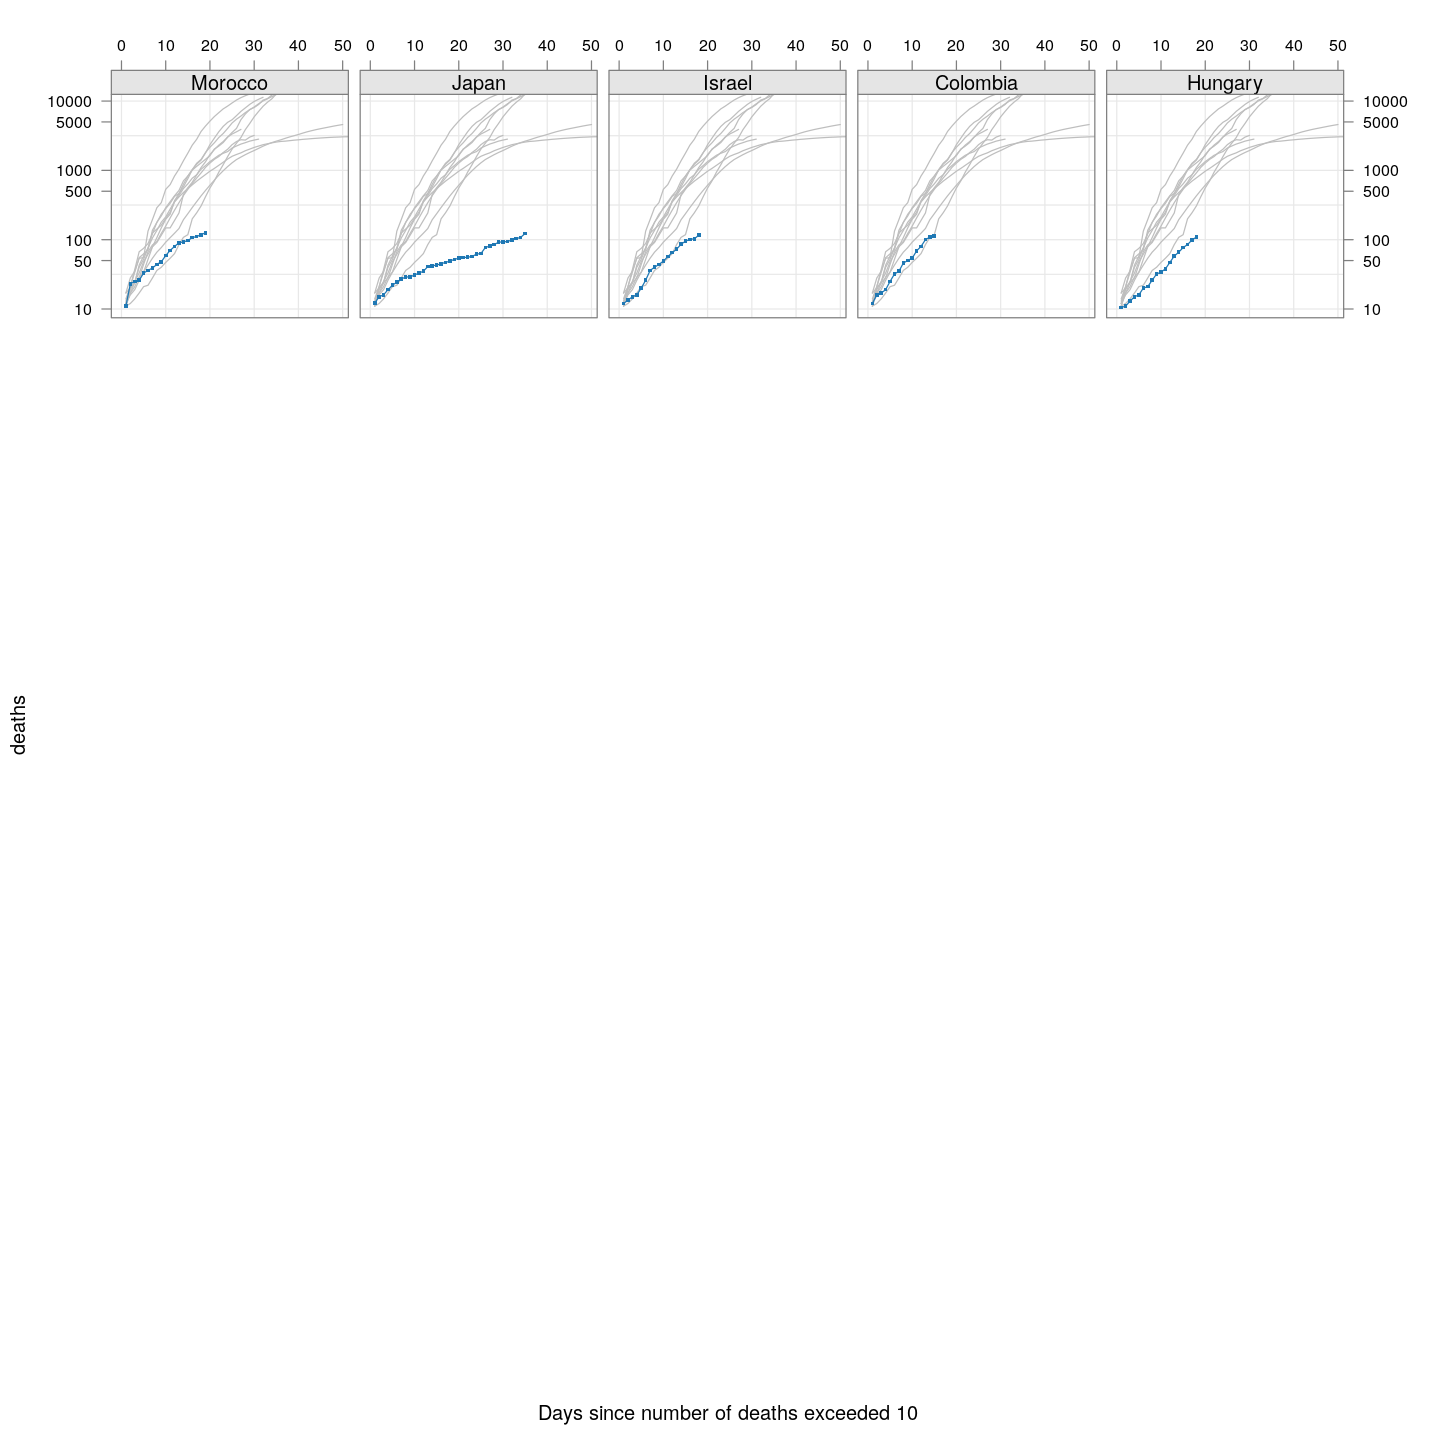 0 10 20 30 40 50 0 10 20 30 40 50 0 10 20 30 40 50 0 10 20 30 40 50 0 10 20 30 40 50
Morocco Japan Israel Colombia Hungary
10000 10000
5000 5000
1000 1000
500 500
100 100
50 50
10 10
deaths
Days since number of deaths exceeded 10